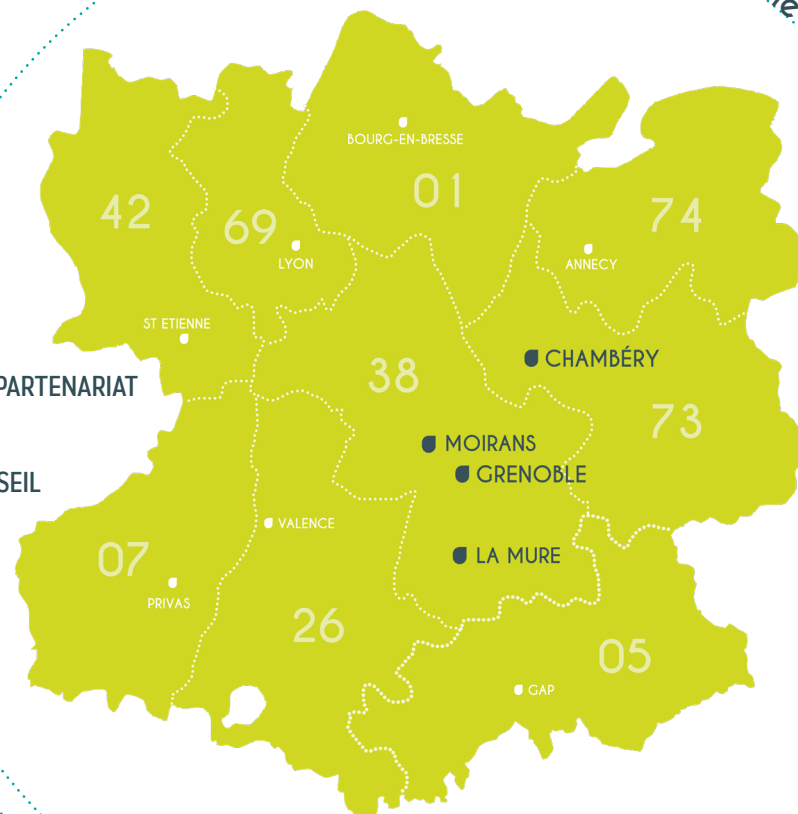 BOURG-EN-BRESSE
01
42
69
74
LYON
ANNECY
ST ETIENNE
CHAMBÉRY
38
PARTENARIAT
73
MOIRANS
GRENOBLE
SEIL
VALENCE
07
LA MURE
PRIVAS
26
05
GAP